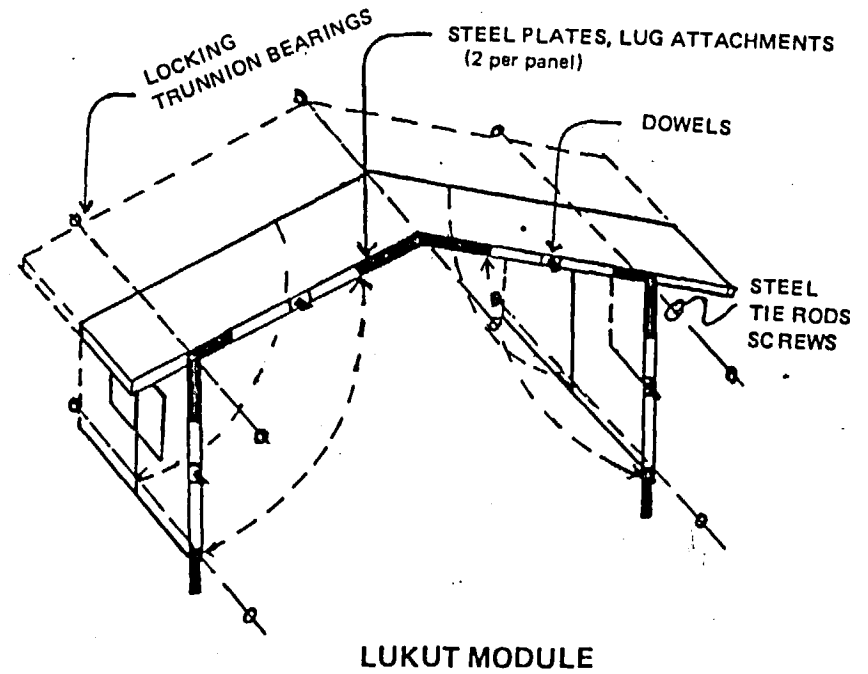 LOCKING
TRUNNION BEARINGS
STEEL PLATES, LUG ATTACHMENTS
(2 per panel)
DOWELS
STEEL
TIE RODS
SCREWS
LUKUT MODULE